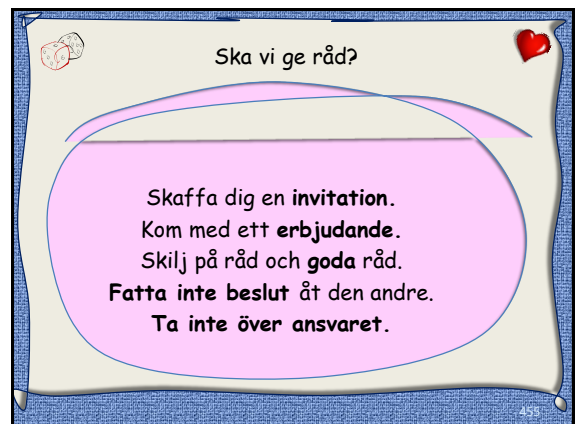 Ska vi ge råd?
Skaffa dig en invitation.
Kom med ett erbjudande.
Skilj på råd och goda råd.
Fatta inte beslut åt den andre.
Ta inte över ansvaret.
455